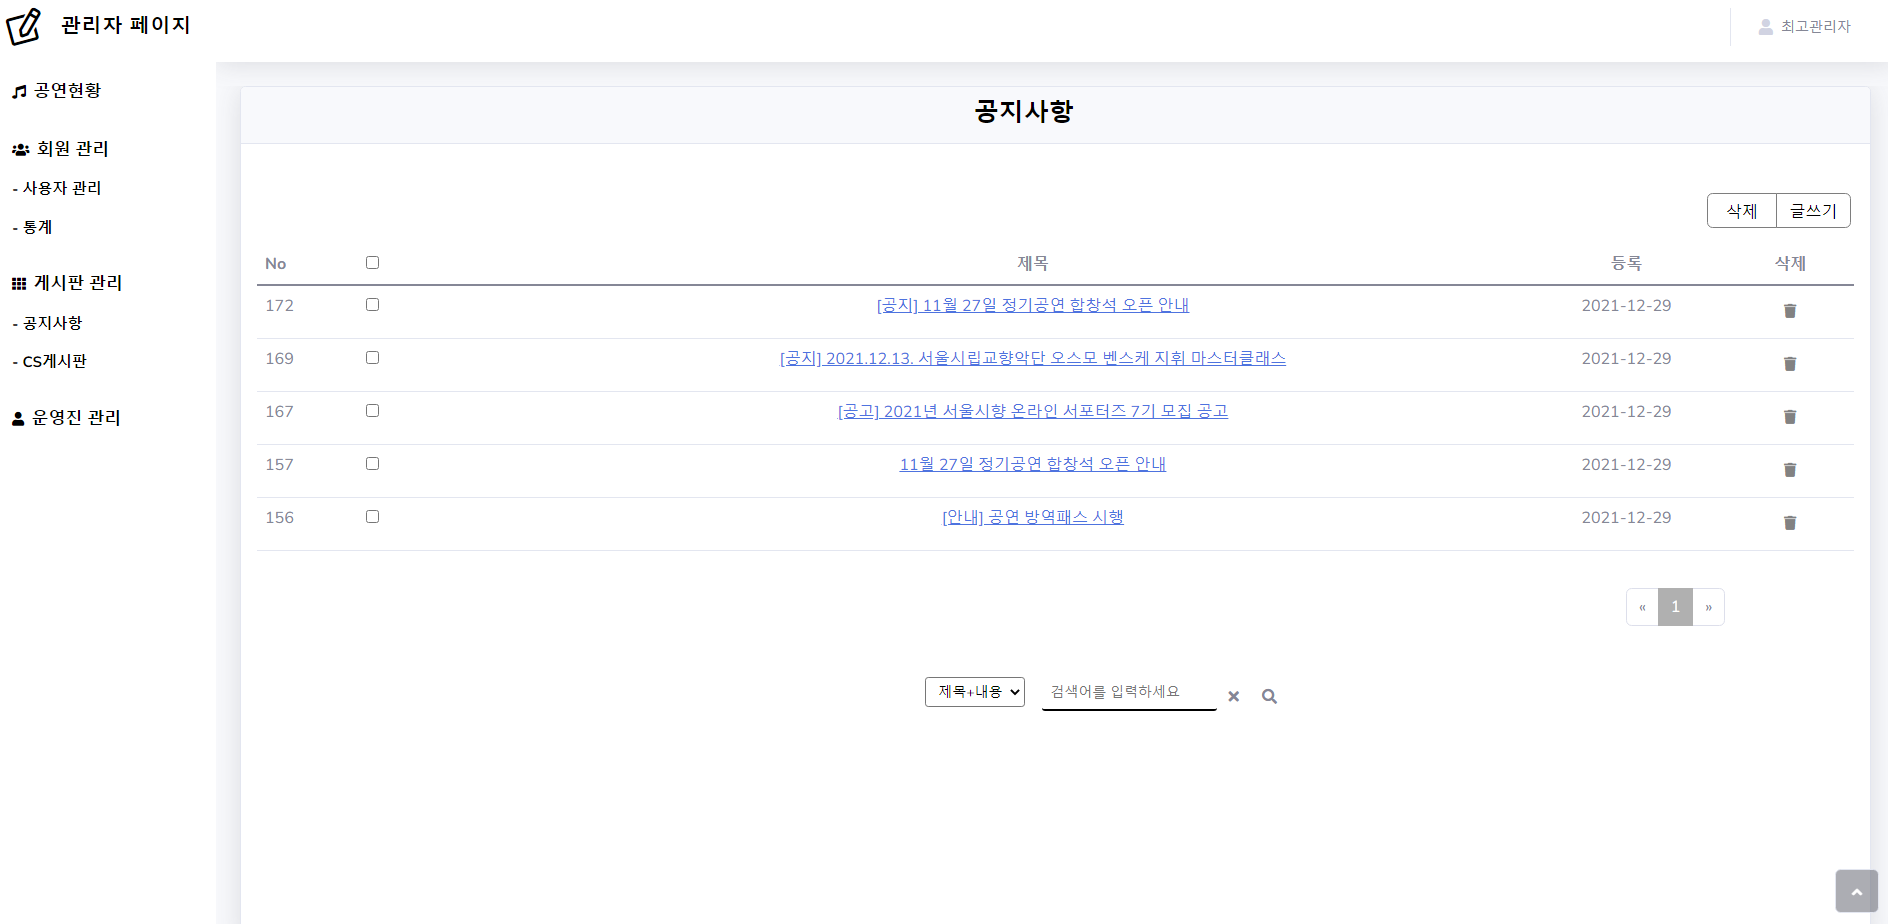 관리자 페이지
최고관리자
공연현황
회원 관리
- 사용자 관리
- 통계
게시판 관리
- 공지사항
- CS게시판
운영진 관리
공지사항
삭제 글쓰기
No 제목 등록 삭제
172 [공지] 11월 27일 정기공연 합창석 오픈 안내 2021-12-29
169 [공지] 2021.12.13. 서울시립교향악단 오스모 벤스케 지휘 마스터클래스 2021-12-29
167 [공고] 2021년 서울시향 온라인 서포터즈 7기 모집 공고 2021-12-29
157 11월 27일 정기공연 합창석 오픈 안내 2021-12-29
156 [안내] 공연 방역패스 시행 2021-12-29
« 1 »
제목+내용 검색어를 입력하세요